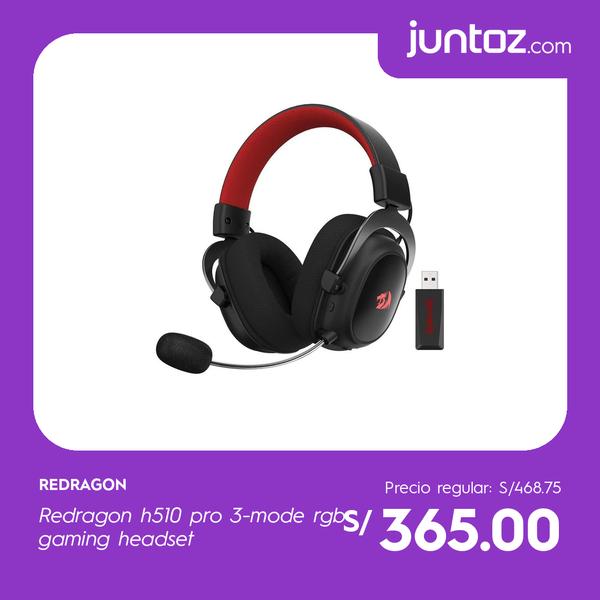 juntoz.com
REDRAGON
Precio regular: S/468.75
Redragon h510 pro 3-mode rgb
gaming headset
S/ 365.00